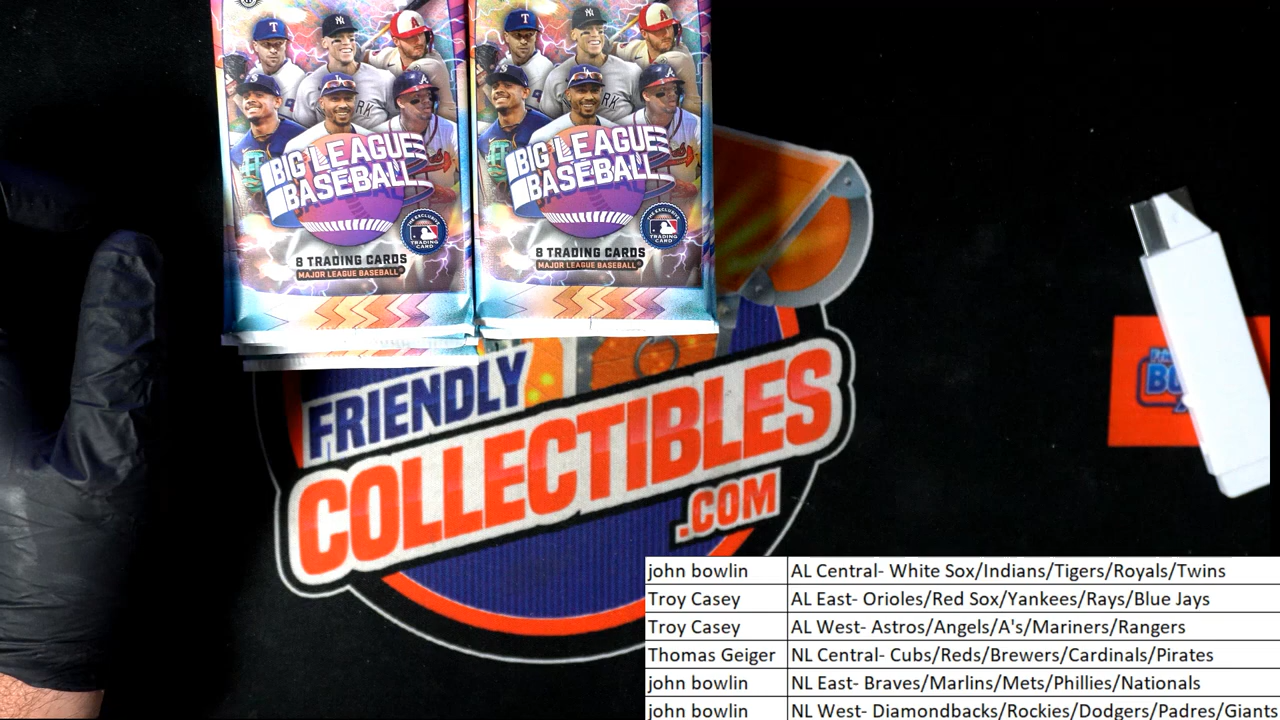 BIG LEAGUE
BASEBALL
8 TRADING CARDS
MAJOR LEAGUE BASEBALL
BIG LEAGUE
BASEBALL
8 TRADING CARDS
MAJOR LEAGUE BASEBALL
FRIENDLY
COLLECTIBLES
.COM
john bowlin AL Central- White Sox/Indians/Tigers/Royals/Twins
Troy Casey AL East- Orioles/Red Sox/Yankees/Rays/Blue Jays
Troy Casey AL West- Astros/Angels/A's/Mariners/Rangers
Thomas Geiger NL Central- Cubs/Reds/Brewers/Cardinals/Pirates
john bowlin NL East- Braves/Marlins/Mets/Phillies/Nationals
john bowlin NL West- Diamondbacks/Rockies/Dodgers/Padres/Giants